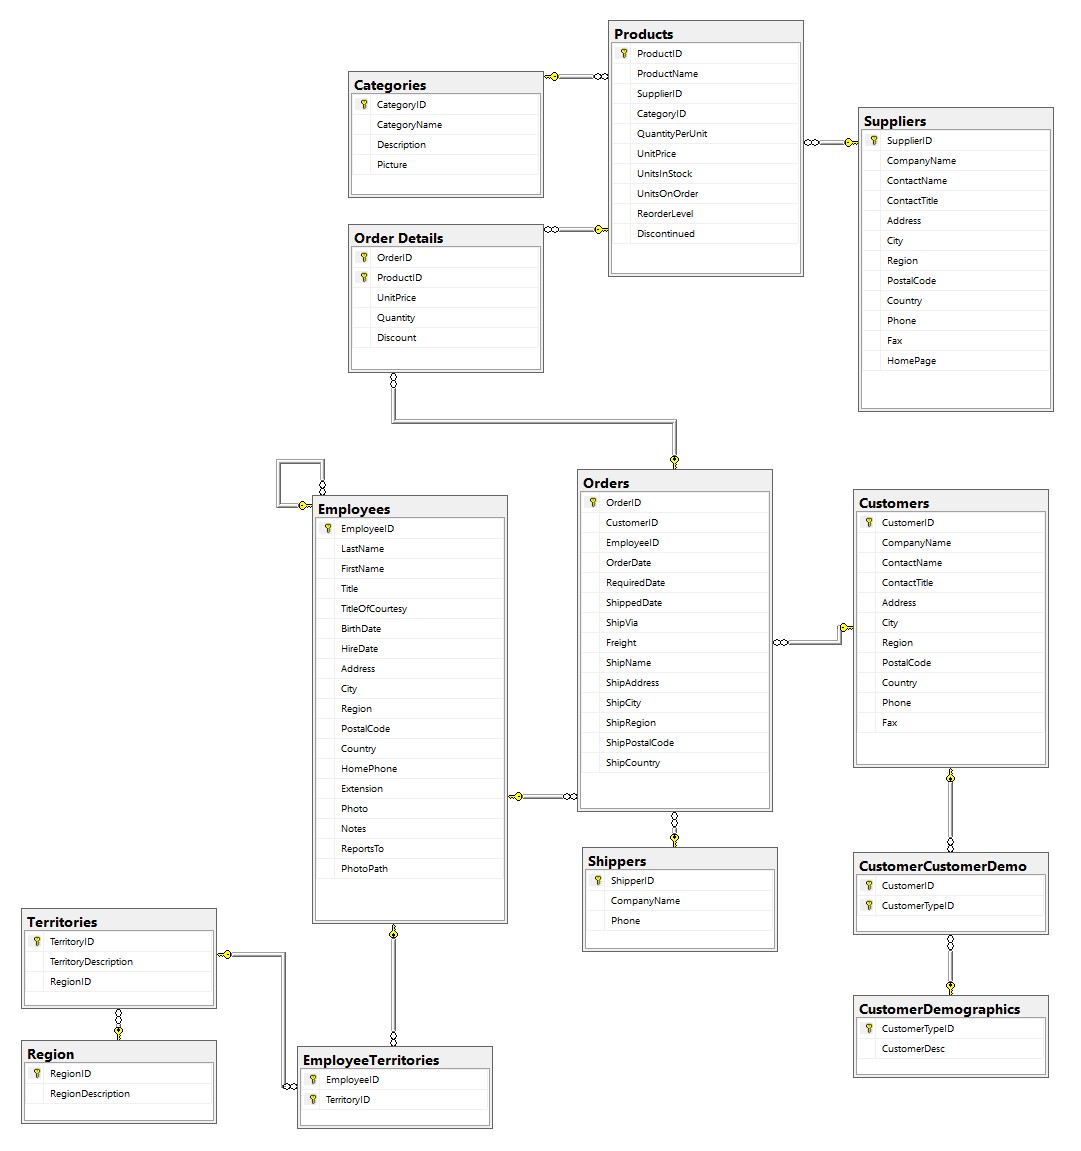 Products
ProductID
ProductName
SupplierID
CategoryID
QuantityPerUnit
UnitPrice
UnitsInStock
UnitsOnOrder
ReorderLevel
Discontinued
Categories
CategoryID
CategoryName
Description
Picture
Suppliers
SupplierID
CompanyName
ContactName
ContactTitle
Address
City
Region
PostalCode
Country
Phone
Fax
HomePage
Order Details
OrderID
ProductID
UnitPrice
Quantity
Discount
Orders
OrderID
CustomerID
EmployeeID
OrderDate
RequiredDate
ShippedDate
ShipVia
Freight
ShipName
ShipAddress
ShipCity
ShipRegion
ShipPostalCode
ShipCountry
Customers
CustomerID
CompanyName
ContactName
ContactTitle
Address
City
Region
PostalCode
Country
Phone
Fax
Employees
EmployeeID
LastName
FirstName
Title
TitleOfCourtesy
BirthDate
HireDate
Address
City
Region
PostalCode
Country
HomePhone
Extension
Photo
Notes
ReportsTo
PhotoPath
Shippers
ShipperID
CompanyName
Phone
CustomerCustomerDemo
CustomerID
CustomerTypeID
Territories
TerritoryID
TerritoryDescription
RegionID
CustomerDemographics
CustomerTypeID
CustomerDesc
Region
RegionID
RegionDescription
EmployeeTerritories
EmployeeID
TerritoryID